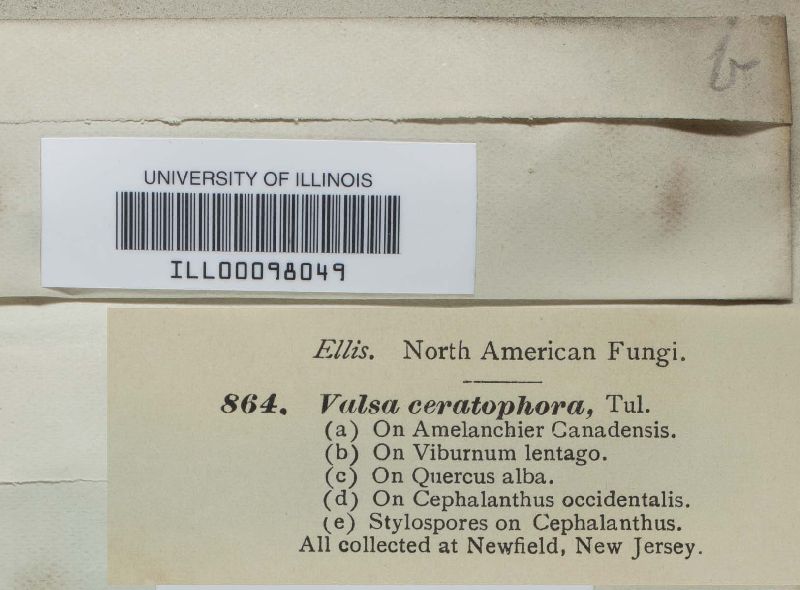 b
UNIVERSITY OF ILLINOIS
ILL00098049
Ellis. North American Fungi.
864. Valsa ceratophora, Tul.
(a) On Amelanchier Canadensis.
(b) On Viburnum lentago.
(c) On Quercus alba.
(d) On Cephalanthus occidentalis.
(e) Stylospores on Cephalanthus.
All collected at Newfield, New Jersey.